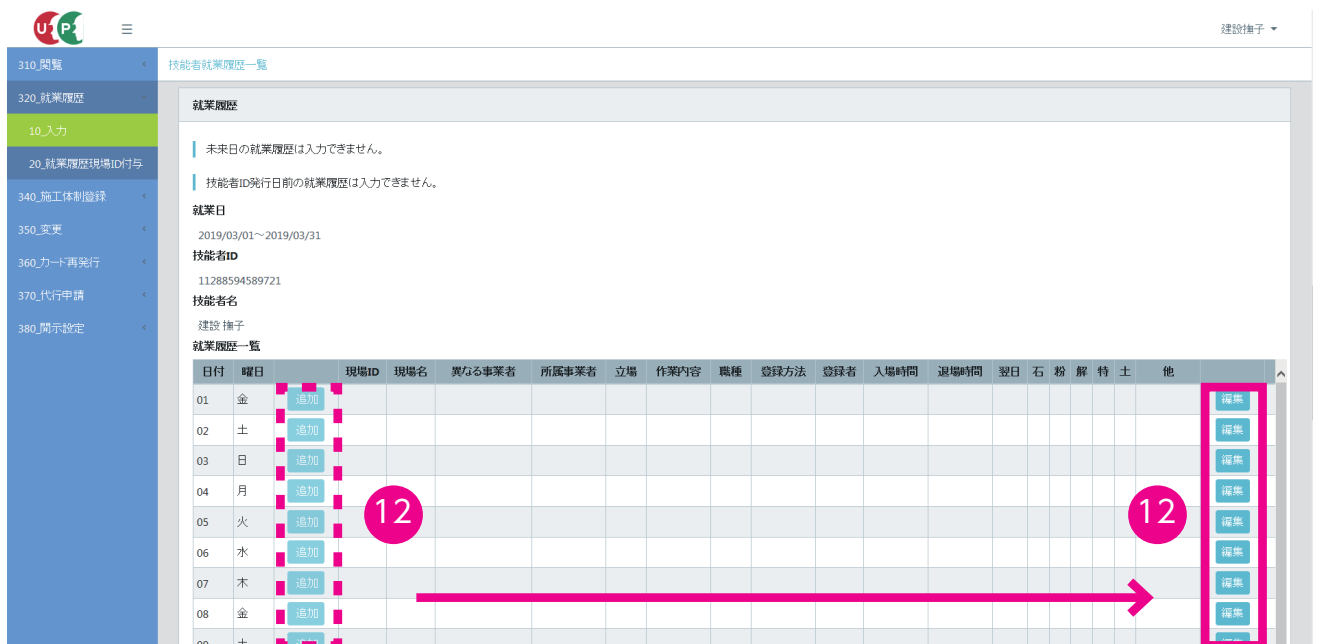 U P
☰
建設撫子
310_閲覧
320_就業履歴
10_入力
20_就業履歴現場ID付与
340_施工体制登録
350_変更
360_カード再発行
370_代行申請
380_開示設定
技能者就業履歴一覧
就業履歴
未来日の就業履歴は入力できません。
技能者ID発行日前の就業履歴は入力できません。
就業日
2019/03/01～2019/03/31
技能者ID
11288594589721
技能者名
建設 撫子
就業履歴一覧
日付 曜日 現場ID 現場名 異なる事業者 所属事業者 立場 作業内容 職種 登録方法 登録者 入場時間 退場時間 翌日 石 粉 解 特 土 他
01 金 追加 編集
02 土 追加 編集
03 日 追加 編集
04 月 追加 編集
05 火 追加 編集
12 12
06 水 追加 編集
07 木 追加 編集
08 金 追加 編集